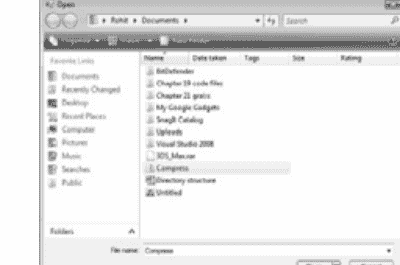 Open
Rohit
Documents
Search
Name Date taken Tags Size Rating
Favorite Links
Documents
Recently Changed
Desktop
Recent Places
Computer
Pictures
Music
Searches
Public
Folders
BitDefender
Chapter 19 code files
Chapter 21 grabs
My Google Gadgets
SnagIt Catalog
Uploads
Visual Studio 2008
3DS_Max.rar
Compress
Directory structure
Untitled
File name: Compress